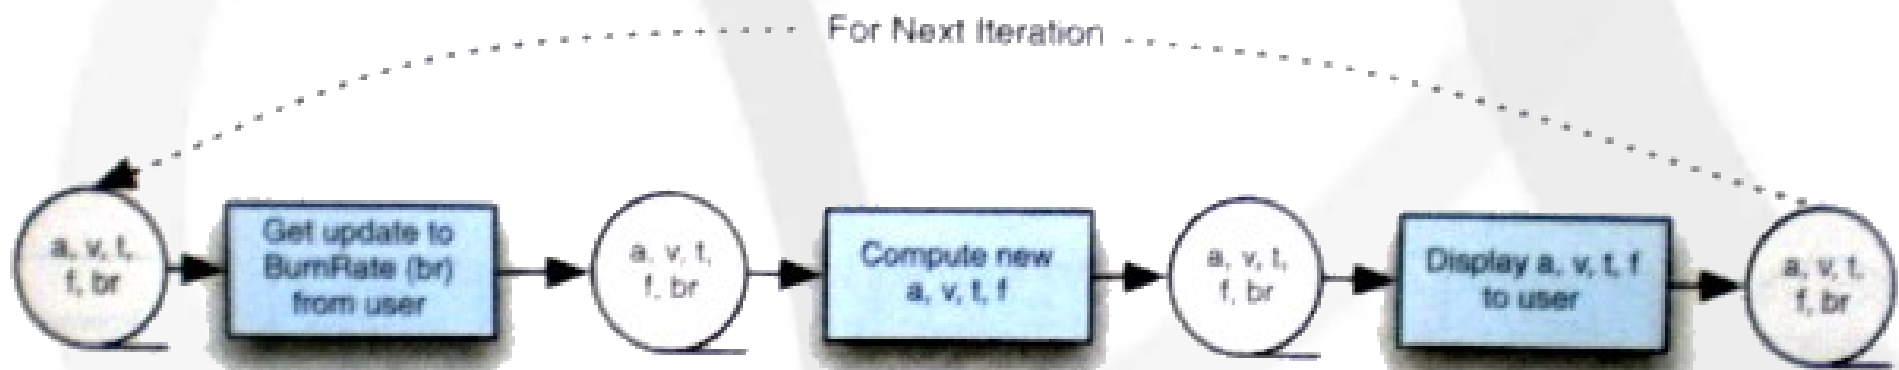 For Next Iteration
a, v, t,
f, br
Get update to
BurnRate (br)
from user
a, v, t,
f, br
Compute new
a, v, t, f
a, v, t,
f, br
Display a, v, t, f
to user
a, v, t,
f, br